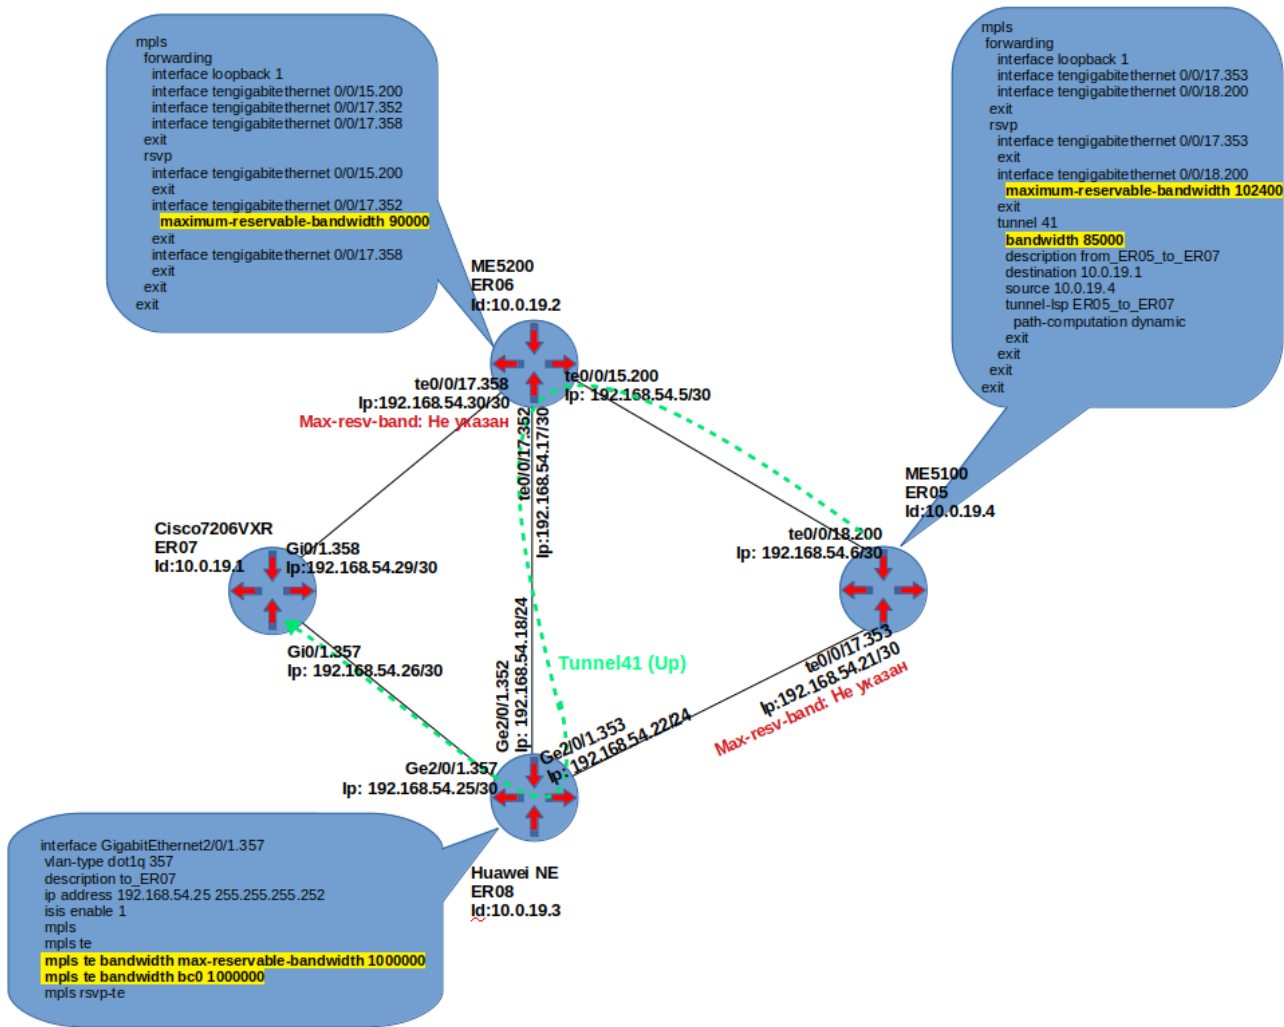 mpls
forwarding
interface loopback 1
interface tengigabitethernet 0/0/15.200
interface tengigabitethernet 0/0/17.352
interface tengigabitethernet 0/0/17.358
exit
rsvp
interface tengigabitethernet 0/0/15.200
exit
interface tengigabitethernet 0/0/17.352
maximum-reservable-bandwidth 90000
exit
interface tengigabitethernet 0/0/17.358
exit
exit
exit
mpls
forwarding
interface loopback 1
interface tengigabitethernet 0/0/17.353
interface tengigabitethernet 0/0/18.200
exit
rsvp
interface tengigabitethernet 0/0/17.353
exit
interface tengigabitethernet 0/0/18.200
maximum-reservable-bandwidth 102400
exit
tunnel 41
bandwidth 85000
description from_ER05_to_ER07
destination 10.0.19.1
source 10.0.19.4
tunnel-lsp ER05_to_ER07
path-computation dynamic
exit
exit
exit
exit
ME5200
ER06
Id:10.0.19.2
te0/0/17.358
Ip:192.168.54.30/30
Max-resv-band: Не указан
te0/0/15.200
Ip: 192.168.54.5/30
te0/0/17.352
Ip:192.168.54.17/30
ME5100
ER05
Id:10.0.19.4
te0/0/18.200
Ip: 192.168.54.6/30
Cisco7206VXR
ER07
Id:10.0.19.1
Gi0/1.358
Ip:192.168.54.29/30
Gi0/1.357
Ip: 192.168.54.26/30
Tunnel41 (Up)
te0/0/17.353
Ip:192.168.54.21/30
Max-resv-band: Не указан
Ge2/0/1.352
Ip: 192.168.54.18/24
Ge2/0/1.353
Ip: 192.168.54.22/24
Ge2/0/1.357
Ip: 192.168.54.25/30
Huawei NE
ER08
Id:10.0.19.3
interface GigabitEthernet2/0/1.357
vlan-type dot1q 357
description to_ER07
ip address 192.168.54.25 255.255.255.252
isis enable 1
mpls
mpls te
mpls te bandwidth max-reservable-bandwidth 1000000
mpls te bandwidth bc0 1000000
mpls rsvp-te